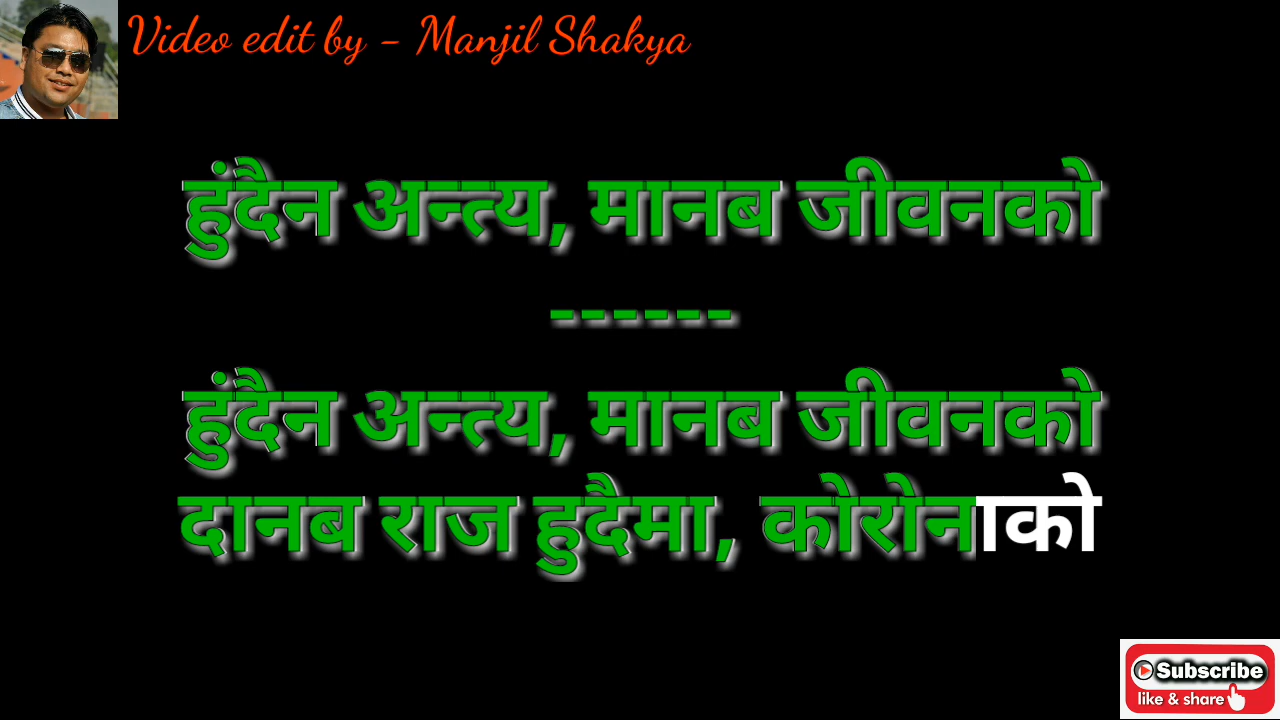 Video edit by - Manjil Shakya
हुंदैन अन्त्य, मानब जीवनको
------
हुंदैन अन्त्य, मानब जीवनको
दानब राज हुदैमा, कोरोनाको
Subscribe
like & share